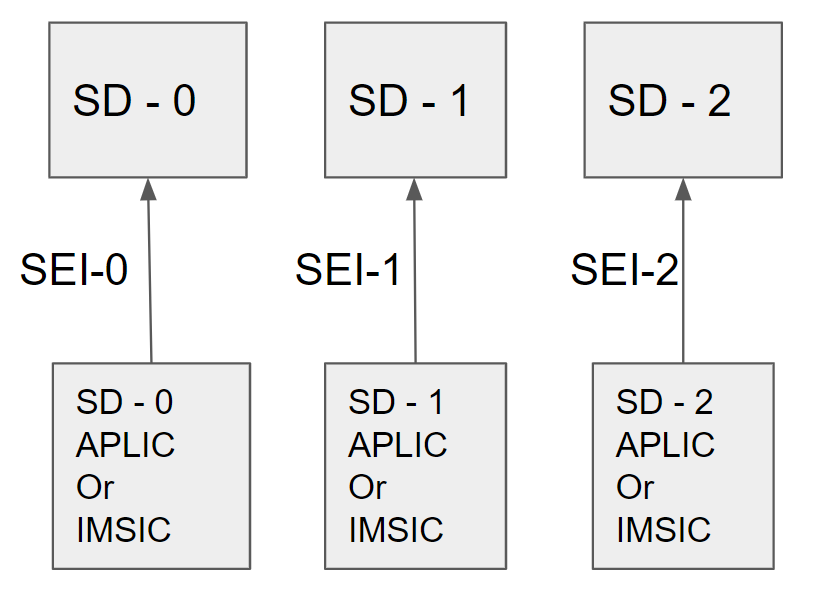 SD - 0
SD - 1
SD - 2
SEI-0
SEI-1
SEI-2
SD - 0
APLIC
Or
IMSIC
SD - 1
APLIC
Or
IMSIC
SD - 2
APLIC
Or
IMSIC